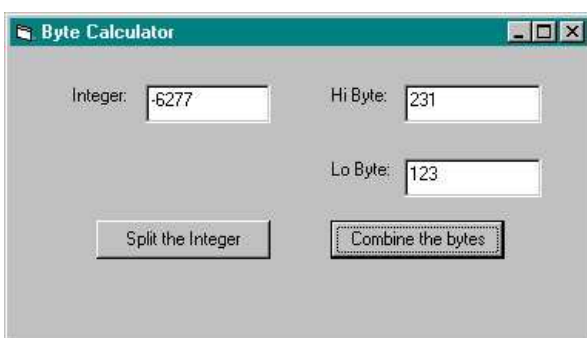 Byte Calculator
Integer: -6277
Hi Byte: 231
Lo Byte: 123
Split the Integer
Combine the bytes